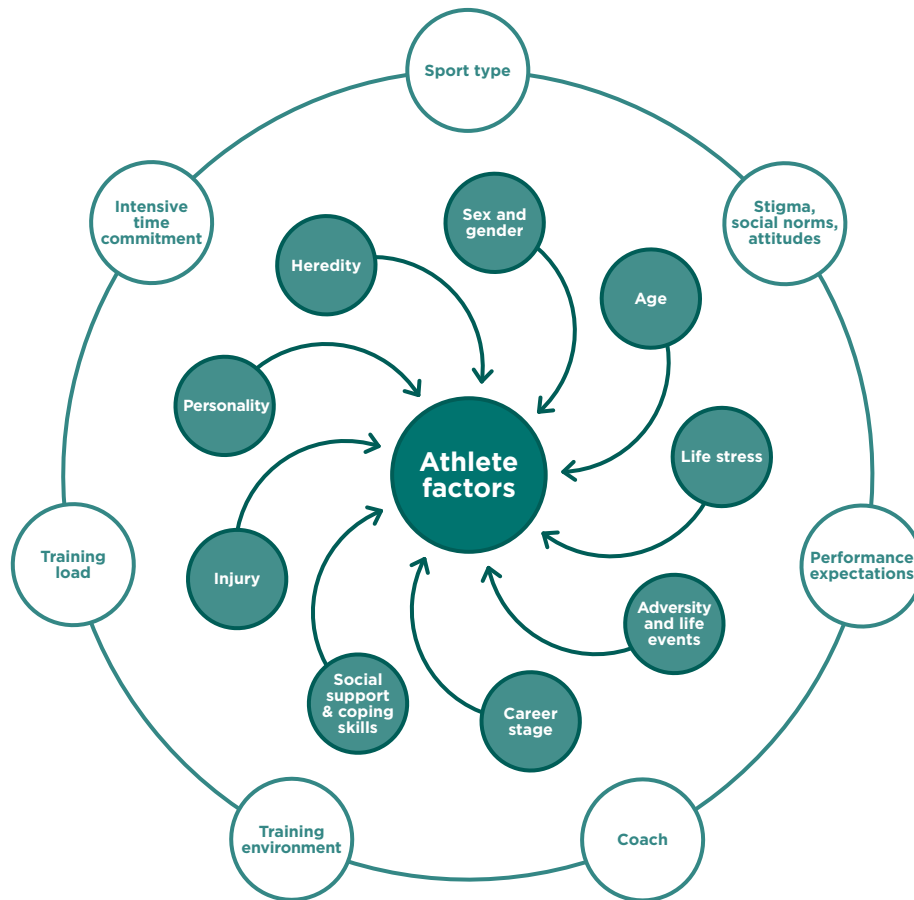 Sport type
Intensive
time
commitment
Stigma,
social norms,
attitudes
Sex and
gender
Heredity
Age
Personality
Athlete
factors
Life stress
Training
load
Injury
Performance
expectations
Adversity
and life
events
Social
support
& coping
skills
Career
stage
Training
environment
Coach